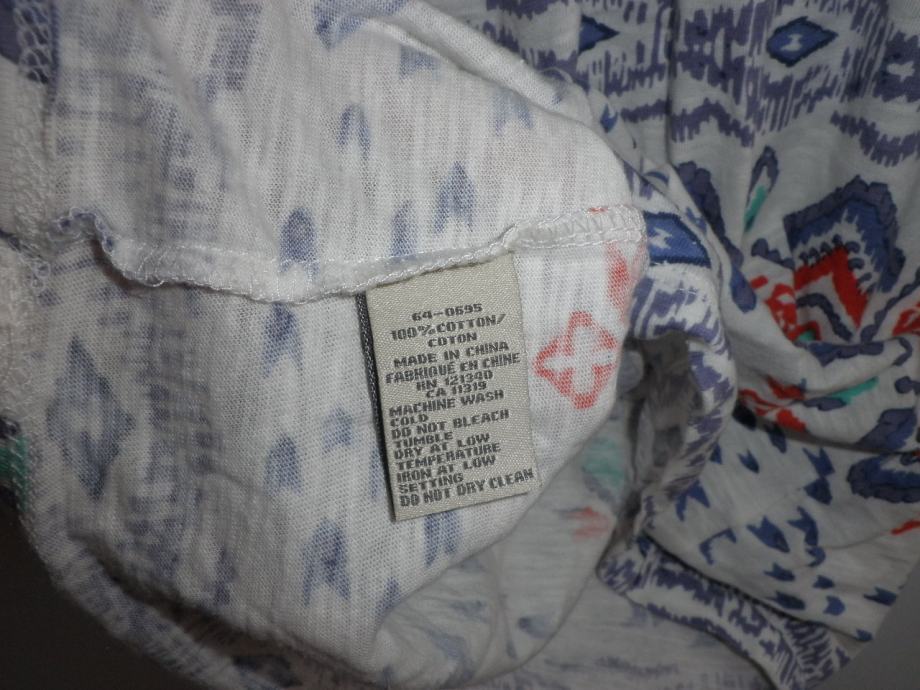 64-0695
100%COTTON/
COTON
MADE IN CHINA
FABRIQUÉ EN CHINE
RN 121340
CA 11319
MACHINE WASH
COLD
DO NOT BLEACH
TUMBLE
DRY AT LOW
TEMPERATURE
IRON AT LOW
SETTING
DO NOT DRY CLEAN